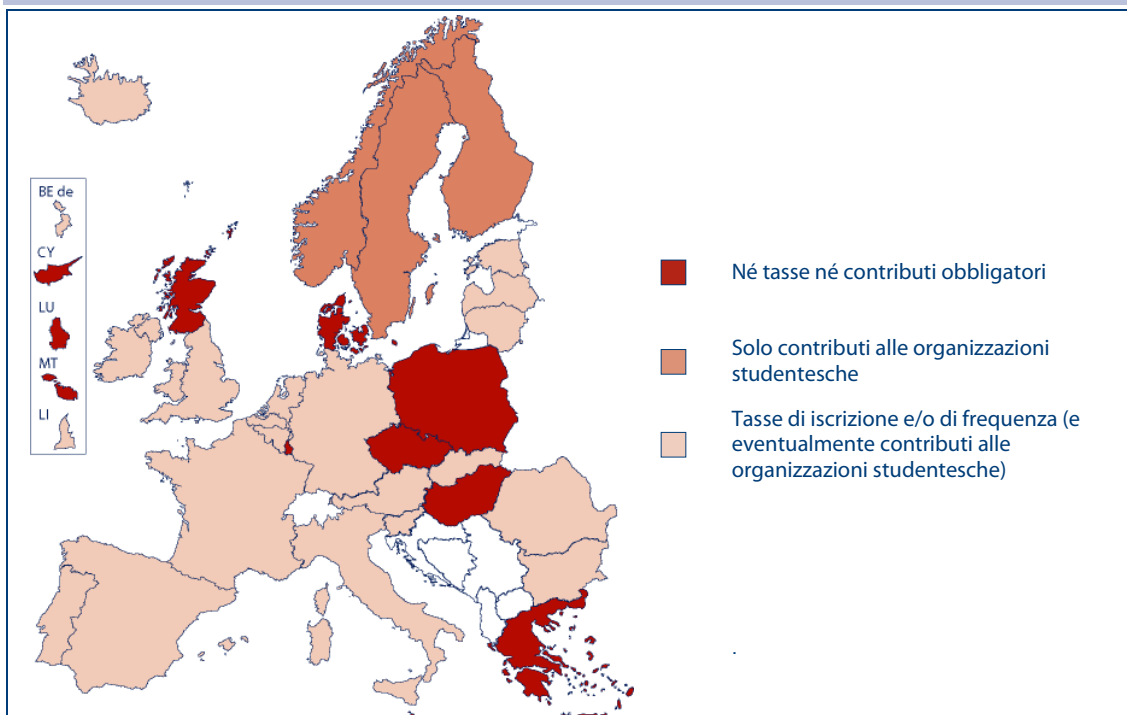 BE de
CY
LU
MT
LI
Né tasse né contributi obbligatori
Solo contributi alle organizzazioni
studentesche
Tasse di iscrizione e/o di frequenza (e
eventualmente contributi alle
organizzazioni studentesche)
.